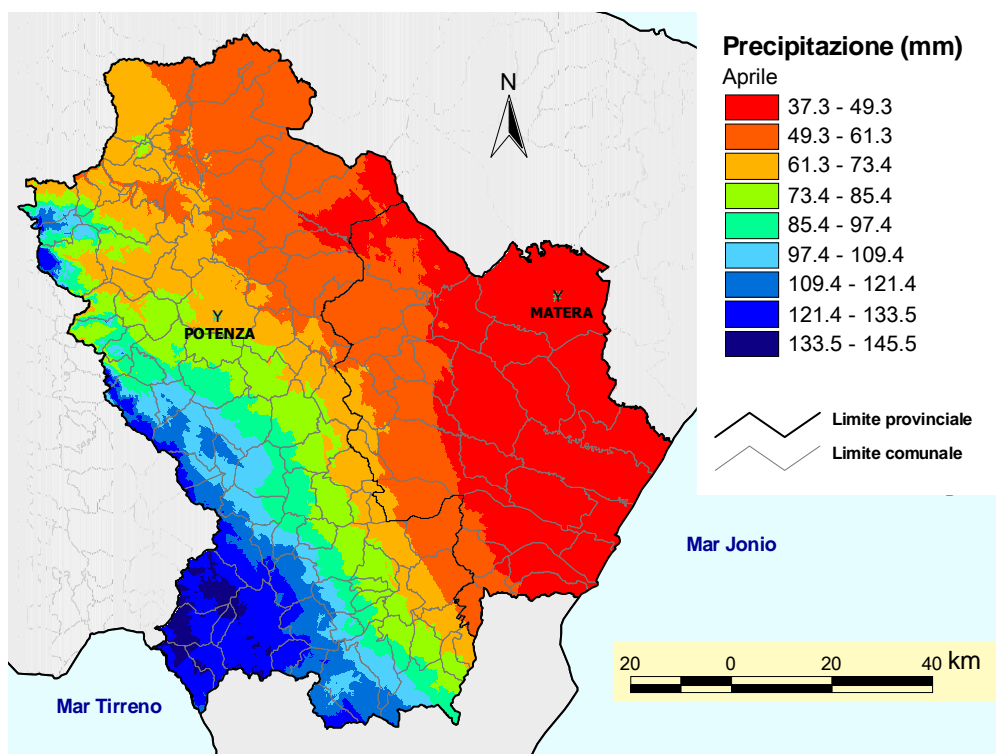 Precipitazione (mm)
Aprile
37.3 - 49.3
49.3 - 61.3
61.3 - 73.4
73.4 - 85.4
85.4 - 97.4
97.4 - 109.4
109.4 - 121.4
121.4 - 133.5
133.5 - 145.5
Limite provinciale
Limite comunale
N
MATERA
POTENZA
Mar Jonio
Mar Tirreno
20 0 20 40 km